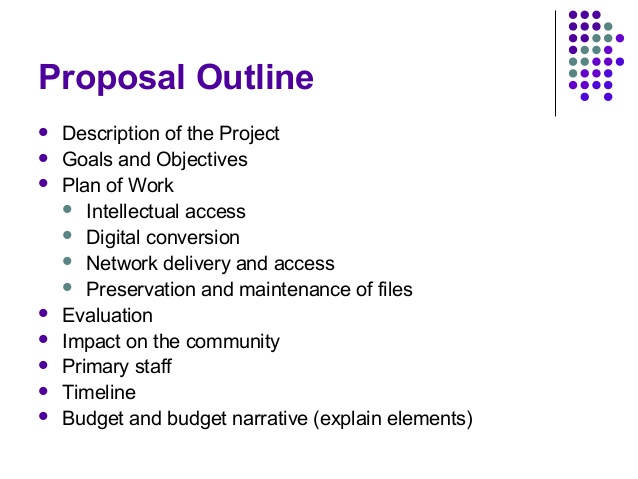 Proposal Outline
Description of the Project
Goals and Objectives
Plan of Work
Intellectual access
Digital conversion
Network delivery and access
Preservation and maintenance of files
Evaluation
Impact on the community
Primary staff
Timeline
Budget and budget narrative (explain elements)